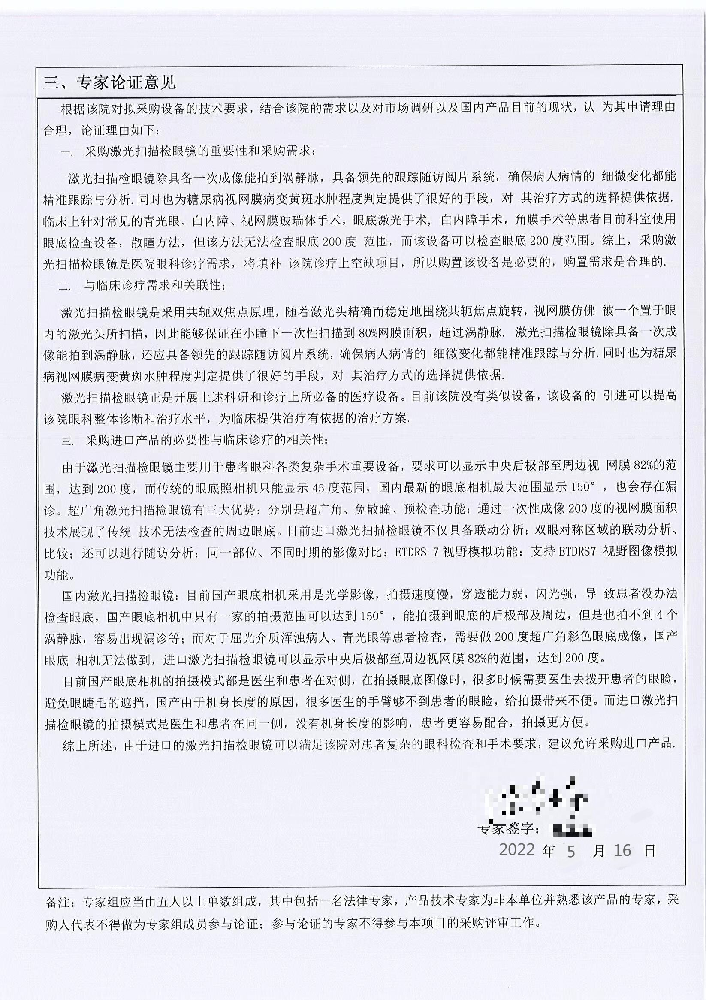 三、专家论证意见
根据该院对拟采购设备的技术要求，结合该院的需求以及对市场调研以及国内产品目前的现状，认 为其申请理由
合理，论证理由如下：
一. 采购激光扫描检眼镜的重要性和采购需求：
激光扫描检眼镜除具备一次成像能拍到涡静脉，具备领先的跟踪随访阅片系统，确保病人病情的 细微变化都能
精准跟踪与分析.同时也为糖尿病视网膜病变黄斑水肿程度判定提供了很好的手段，对 其治疗方式的选择提供依据.
临床上针对常见的青光眼、白内障、视网膜玻瑞体手术，眼底激光手术， 白内障手术，角膜手术等患者目前科室使用
眼底检查设备，散瞳方法，但该方法无法检查眼底 200 度 范围，而该设备可以检查眼底 200 度范围。综上，采购激
光扫描检眼镜是医院眼科诊疗需求，将填补 该院诊疗上空缺项目，所以购置该设备是必要的，购置需求是合理的.
二. 与临床诊疗需求和关联性；
激光扫描检眼镜是采用共轭双焦点原理，随着激光头精确而稳定地围绕共轭焦点旋转，视网膜仿佛 被一个置于眼
内的激光头所扫描，因此能够保证在小瞳下一次性扫描到 80%网膜面积，超过涡静脉. 激光扫描检眼镜除具备一次成
像能拍到涡静脉，还应具备领先的跟踪随访阅片系统，确保病人病情的 细微变化都能精准跟踪与分析.同时也为糖尿
病视网膜病变黄斑水肿程度判定提供了很好的手段，对 其治疗方式的选择提供依据.
激光扫描检眼镜正是开展上述科研和诊疗上所必备的医疗设备。目前该院没有类似设备，该设备的 引进可以提高
该院眼科整体诊断和治疗水平，为临床提供治疗有依据的治疗方案.
三. 采购进口产品的必要性与临床诊疗的相关性：
由于激光扫描检眼镜主要用于患者眼科各类复杂手术重要设备，要求可以显示中央后极部至周边视 网膜 82%的范
围，达到 200 度，而传统的眼底照相机只能显示 45 度范围，国内最新的眼底相机最大范围显示 150°，也会存在漏
诊。超广角激光扫描检眼镜有三大优势：分别是超广角、免散瞳、预检查功能：通过一次性成像 200 度的视网膜面积
技术展现了传统 技术无法检查的周边眼底。目前进口激光扫描检眼镜不仅具备联动分析：双眼对称区域的联动分析、
比较；还可以进行随访分析：同一部位、不同时期的影像对比：ETDRS 7 视野模拟功能：支持 ETDRS7 视野图像模拟
功能。
国内激光扫描检眼镜：目前国产眼底相机采用是光学影像，拍摄速度慢，穿透能力弱，闪光强，导 致患者没办法
检查眼底，国产眼底相机中只有一家的拍摄范围可以达到 150°，能拍摄到眼底的后极部及周边，但是也拍不到 4 个
涡静脉，容易出现漏诊等；而对于屈光介质浑浊病人、青光眼等患者检查，需要做 200 度超广角彩色眼底成像，国产
眼底 相机无法做到，进口激光扫描检眼镜可以显示中央后极部至周边视网膜 82%的范围，达到 200 度。
目前国产眼底相机的拍摄模式都是医生和患者在对侧，在拍摄眼底图像时，很多时候需要医生去拨开患者的眼睑，
避免眼睫毛的遮挡，国产由于机身长度的原因，很多医生的手臂够不到患者的眼睑，给拍摄带来不便。而进口激光扫
描检眼镜的拍摄模式是医生和患者在同一侧，没有机身长度的影响，患者更容易配合，拍摄更方便。
综上所述，由于进口的激光扫描检眼镜可以满足该院对患者复杂的眼科检查和手术要求，建议允许采购进口产品.
专家签字：
2022 年 5 月 16 日
备注：专家组应当由五人以上单数组成，其中包括一名法律专家，产品技术专家为非本单位并熟悉该产品的专家，采
购人代表不得做为专家组成员参与论证；参与论证的专家不得参与本项目的采购评审工作。